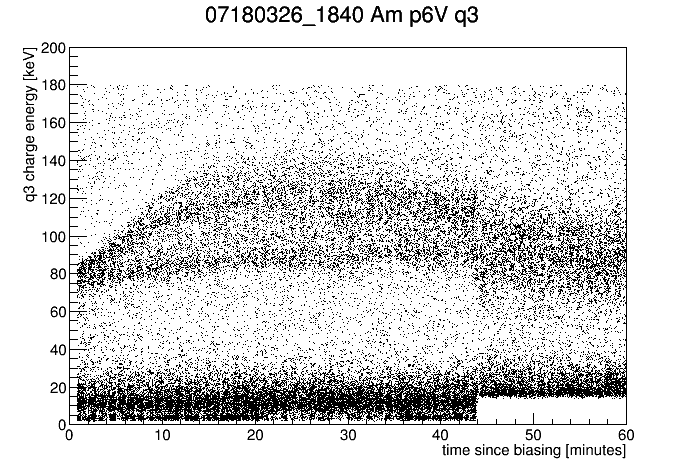 07180326_1840 Am p6V q3
q3 charge energy [keV]
200
180
160
140
120
100
80
60
40
20
0
0 10 20 30 40 50 60
time since biasing [minutes]